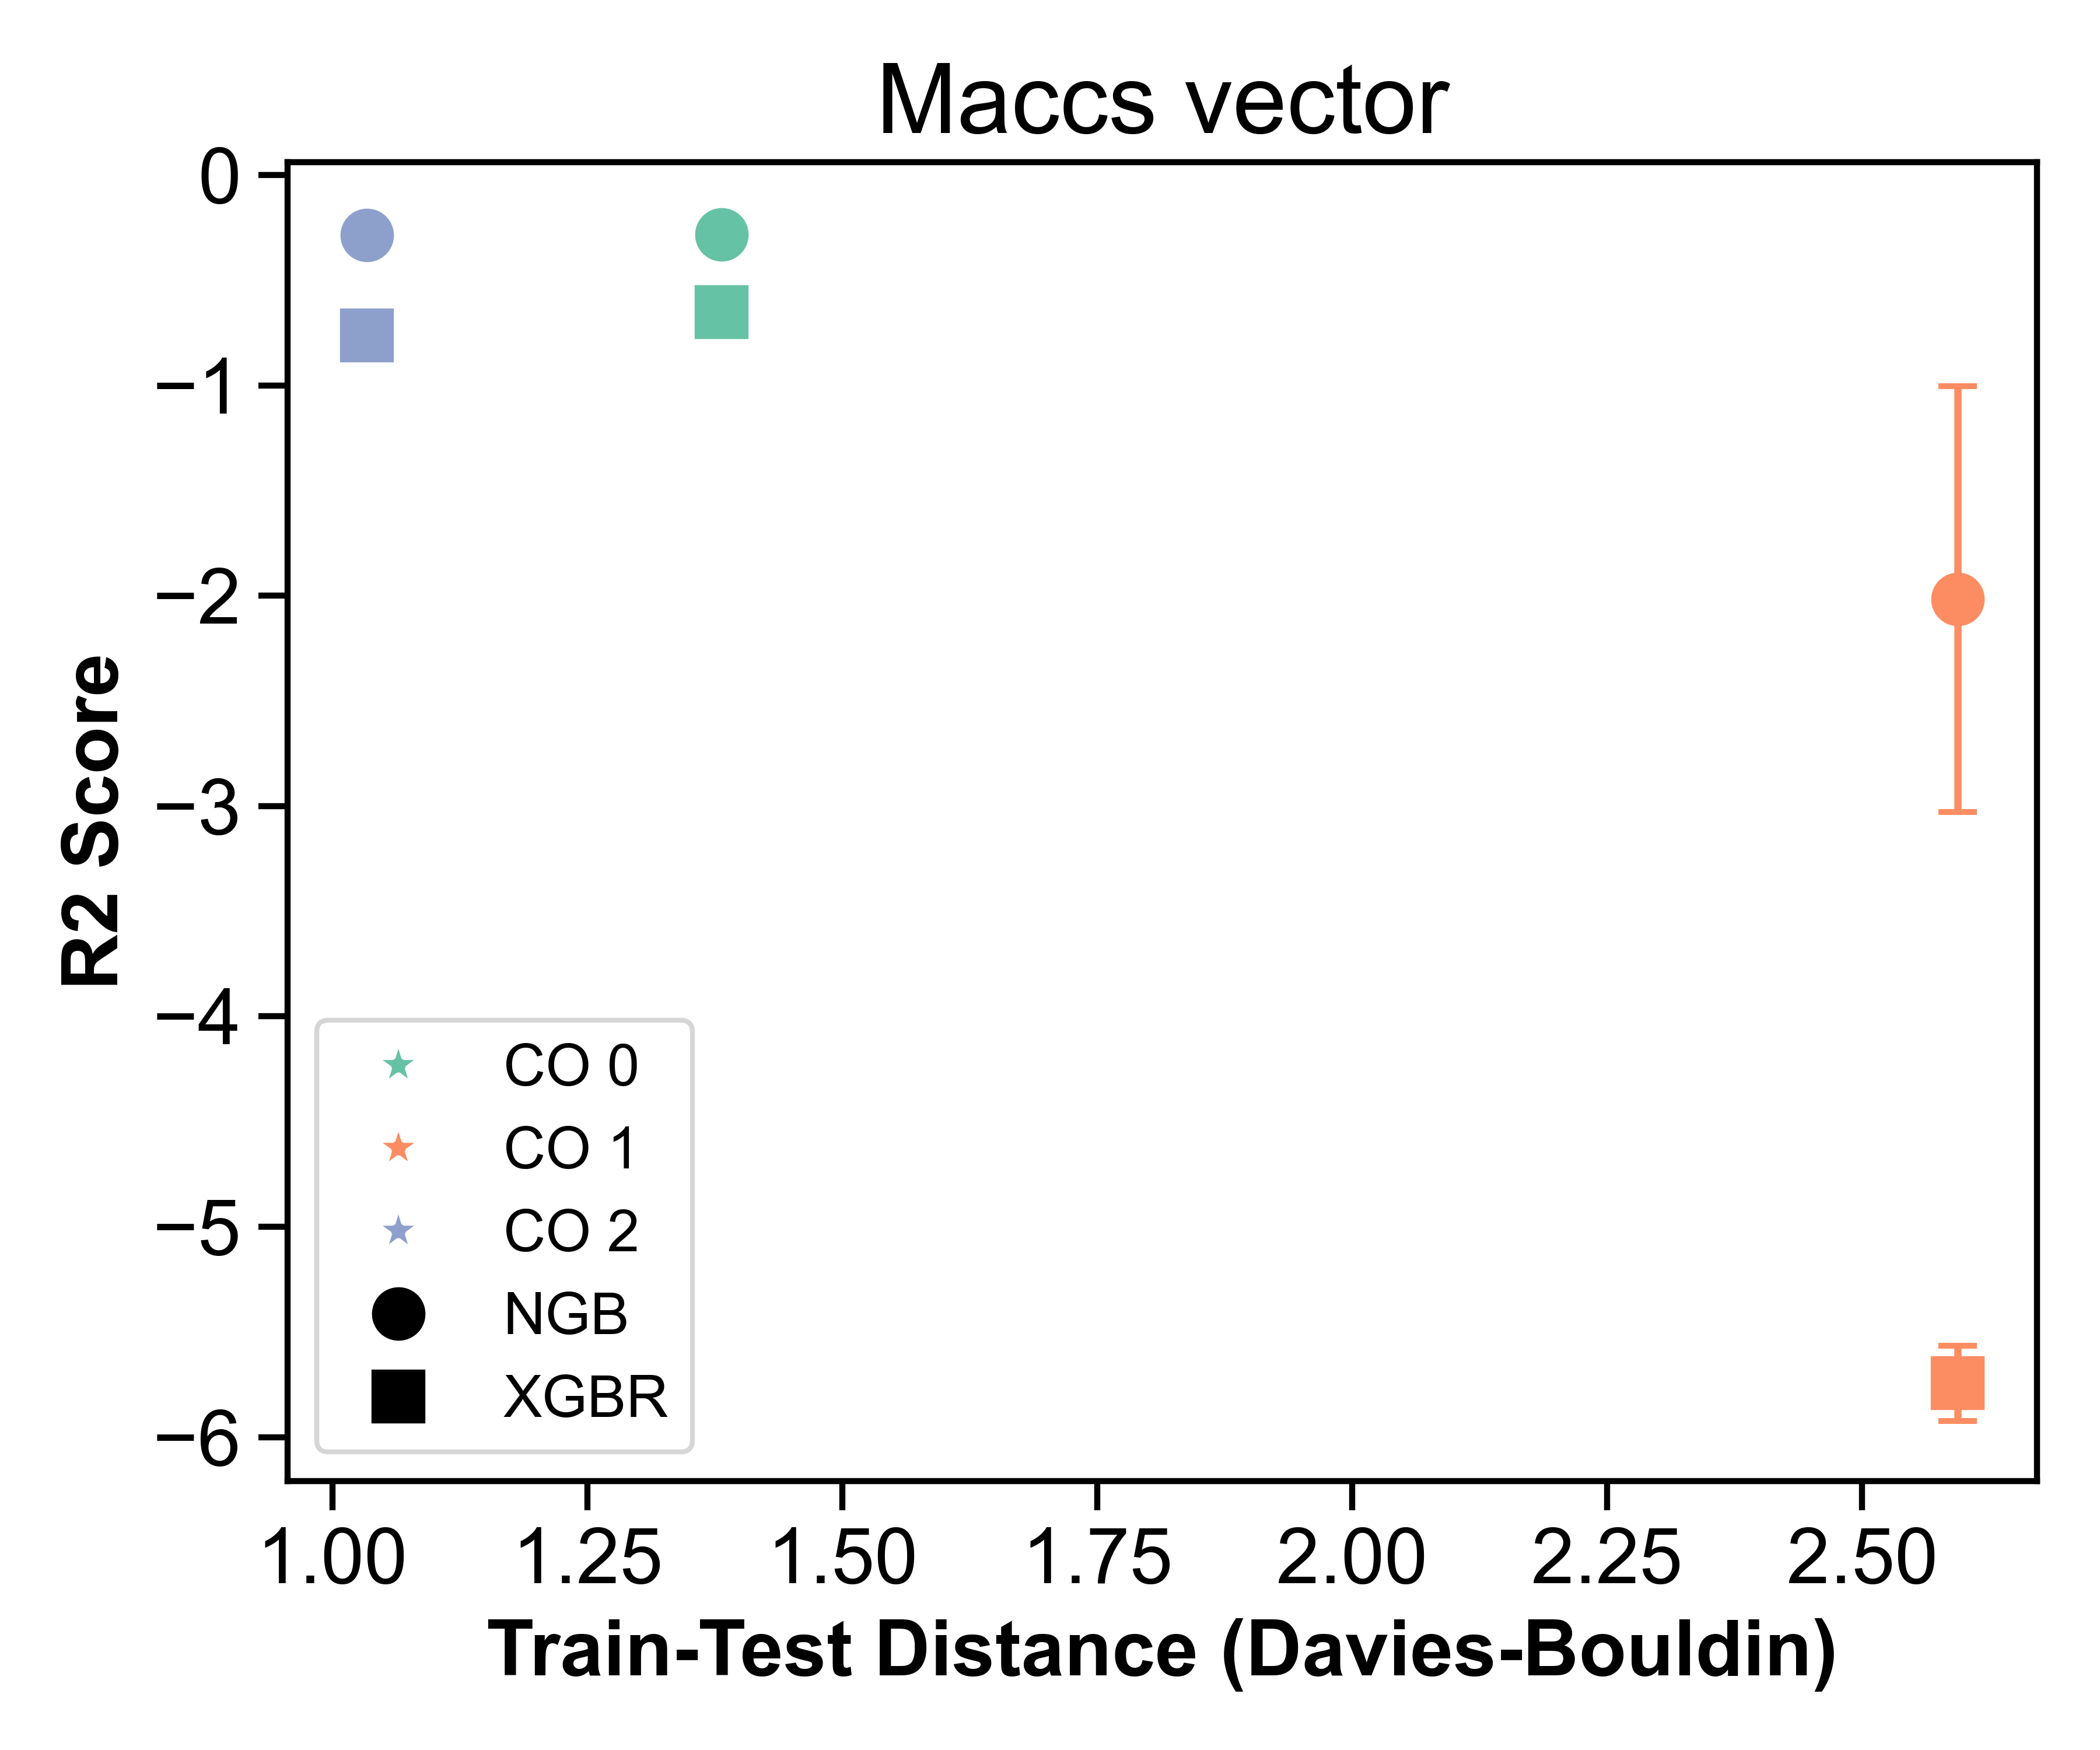 Maccs vector
0
−1
−2
−3
−4
−5
−6
R2 Score
CO 0
CO 1
CO 2
NGB
XGBR
1.00 1.25 1.50 1.75 2.00 2.25 2.50
Train-Test Distance (Davies-Bouldin)